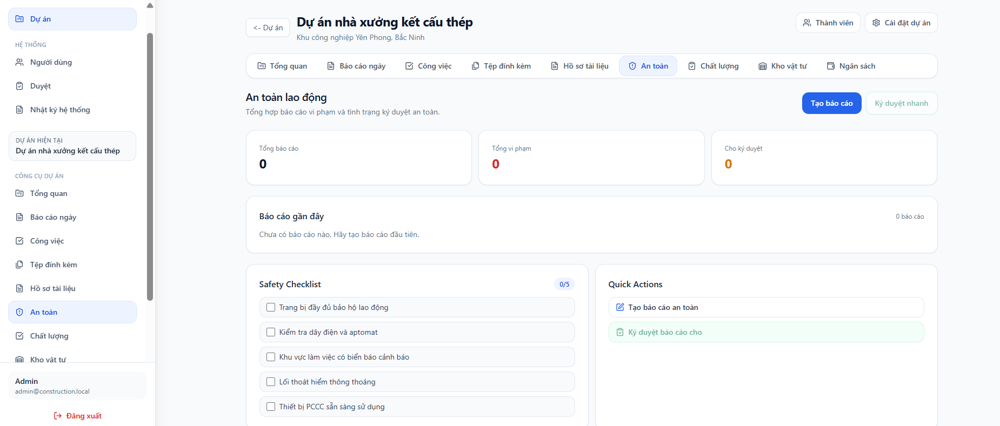 Dự án
HỆ THỐNG
Người dùng
Duyệt
Nhật ký hệ thống
DỰ ÁN HIỆN TẠI
Dự án nhà xưởng kết cấu thép
CÔNG CỤ DỰ ÁN
Tổng quan
Báo cáo ngày
Công việc
Tệp đính kèm
Hồ sơ tài liệu
An toàn
Chất lượng
Kho vật tư
Admin
admin@construction.local
Đăng xuất
<- Dự án
Dự án nhà xưởng kết cấu thép
Khu công nghiệp Yên Phong, Bắc Ninh
Thành viên
Cài đặt dự án
Tổng quan
Báo cáo ngày
Công việc
Tệp đính kèm
Hồ sơ tài liệu
An toàn
Chất lượng
Kho vật tư
Ngân sách
An toàn lao động
Tổng hợp báo cáo vi phạm và tình trạng ký duyệt an toàn.
Tạo báo cáo
Ký duyệt nhanh
Tổng báo cáo
0
Tổng vi phạm
0
Cho ký duyệt
0
Báo cáo gần đây
0 báo cáo
Chưa có báo cáo nào. Hãy tạo báo cáo đầu tiên.
Safety Checklist
0/5
Trang bị đầy đủ bảo hộ lao động
Kiểm tra dây điện và aptomat
Khu vực làm việc có biển báo cảnh báo
Lối thoát hiểm thông thoáng
Thiết bị PCCC sẵn sàng sử dụng
Quick Actions
Tạo báo cáo an toàn
Ký duyệt báo cáo cho